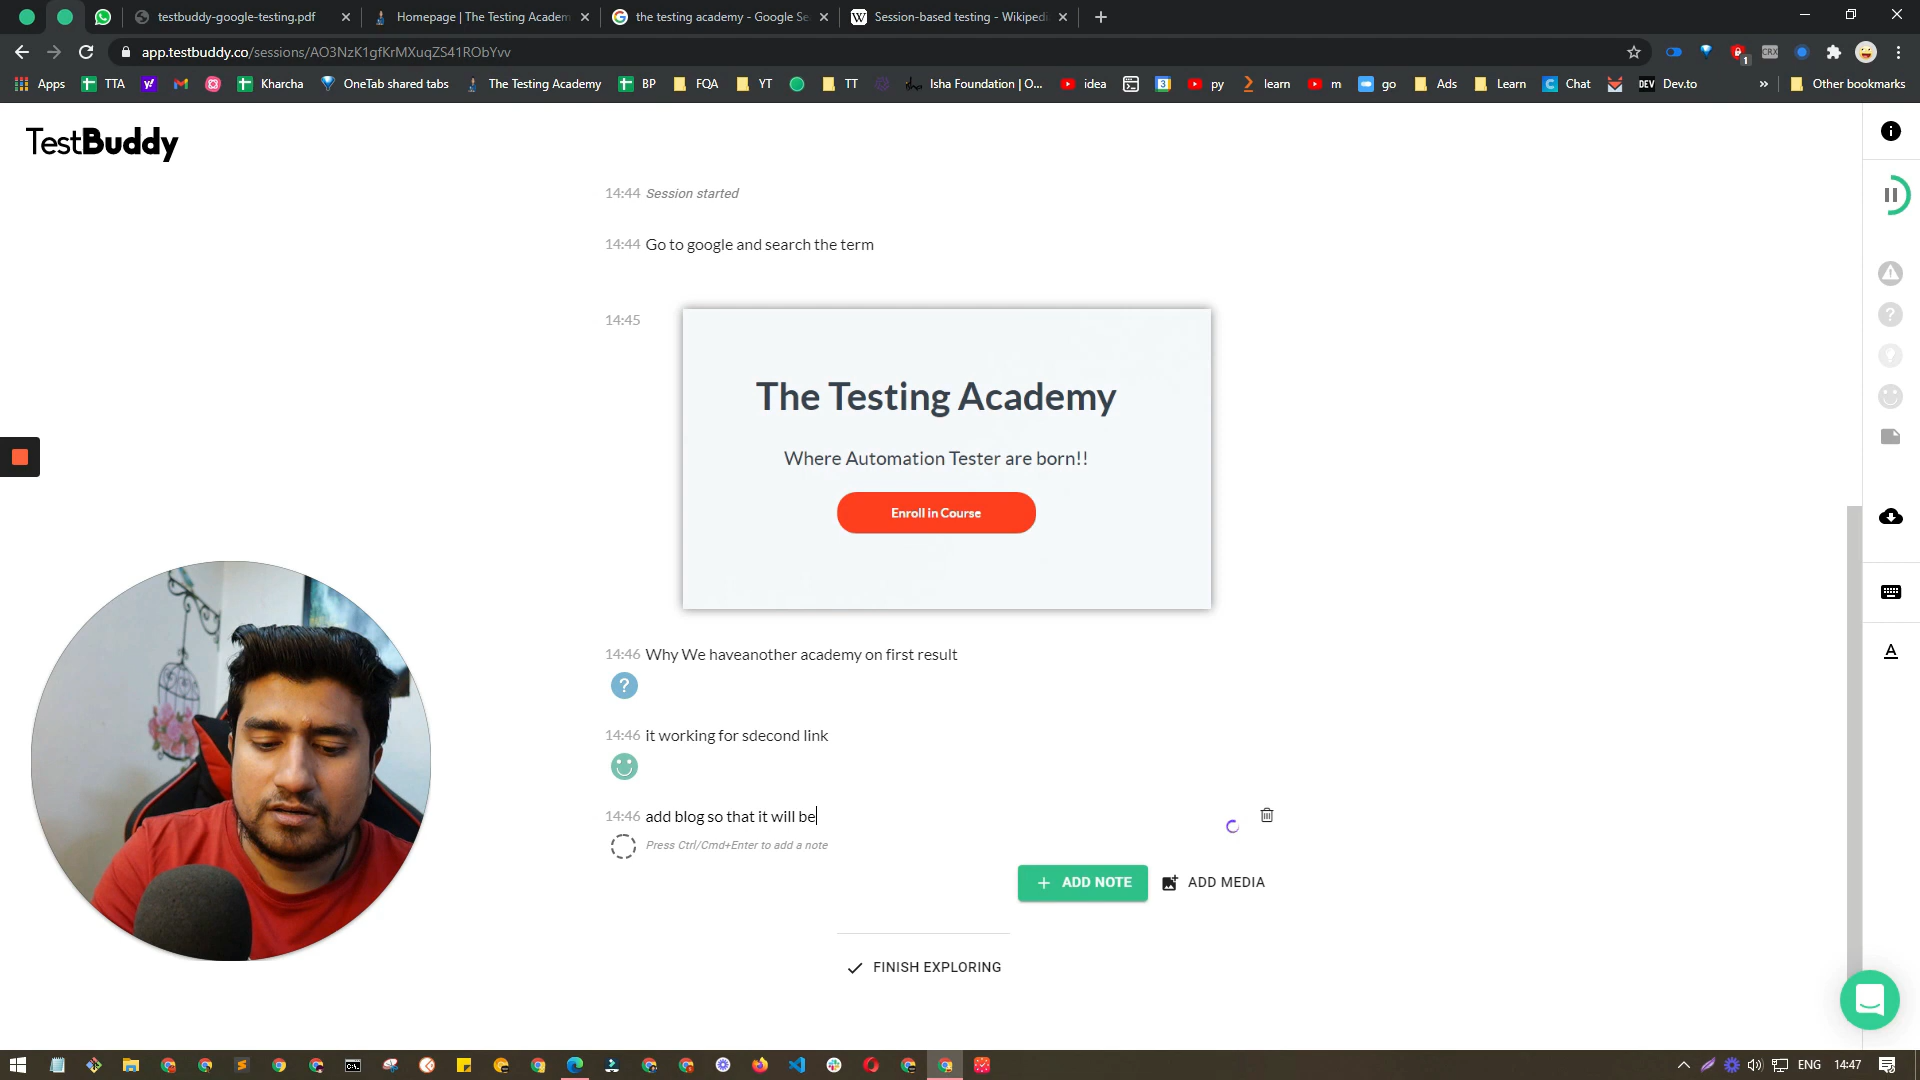 testbuddy-google-testing.pdf
Homepage | The Testing Academ
the testing academy - Google Se
Session-based testing - Wikipedi
app.testbuddy.co/sessions/AO3NzK1gfKrMXuqZS41RObYvv
1
Apps
TTA
Kharcha
OneTab shared tabs
The Testing Academy
BP
FQA
YT
TT
Isha Foundation | O...
idea
py
learn
m
go
Ads
Learn
Chat
DEV
Dev.to
»
Other bookmarks
TestBuddy
14:44 Session started
14:44 Go to google and search the term
14:45
The Testing Academy
Where Automation Tester are born!!
Enroll in Course
14:46 Why We haveanother academy on first result
14:46 it working for sdecond link
14:46 add blog so that it will be
Press Ctrl/Cmd+Enter to add a note
+ ADD NOTE
ADD MEDIA
FINISH EXPLORING
ENG
14:47